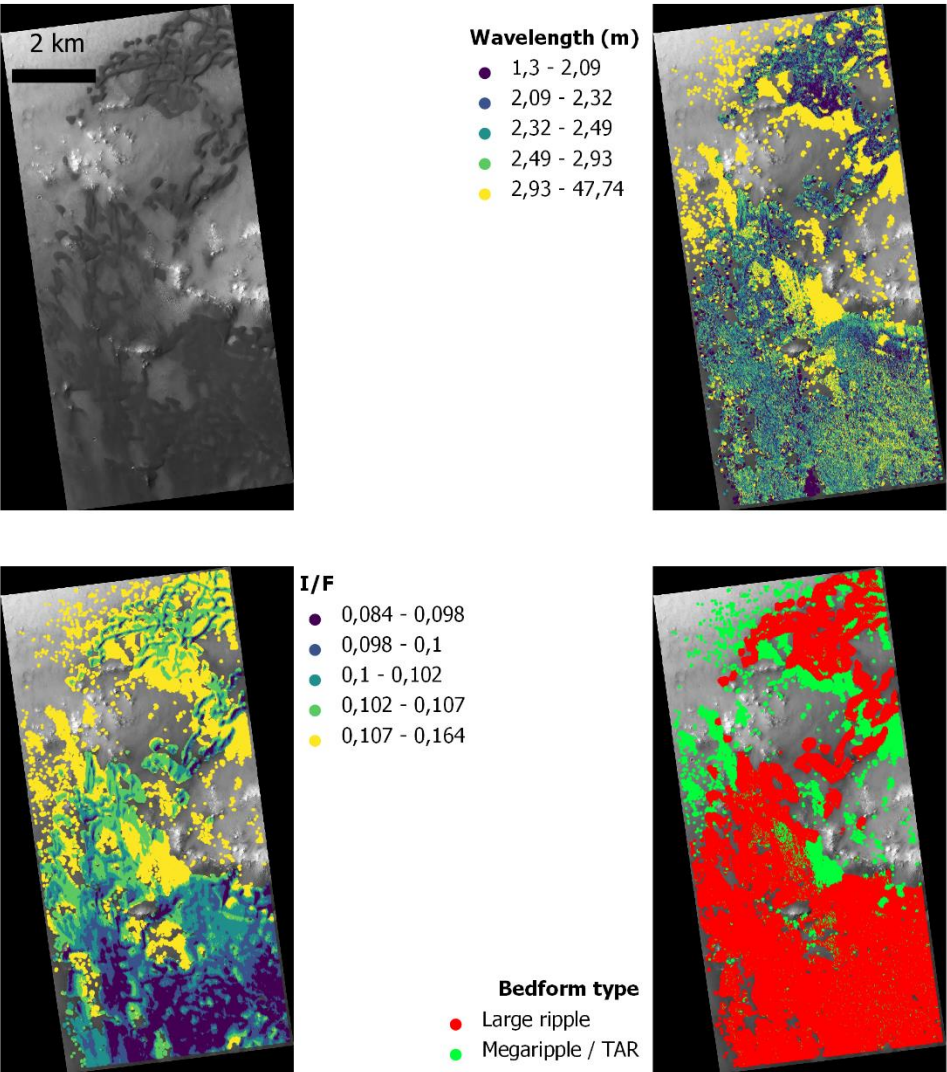 2 km
Wavelength (m)
1,3 - 2,09
2,09 - 2,32
2,32 - 2,49
2,49 - 2,93
2,93 - 47,74
I/F
0,084 - 0,098
0,098 - 0,1
0,1 - 0,102
0,102 - 0,107
0,107 - 0,164
Bedform type
Large ripple
Megaripple / TAR